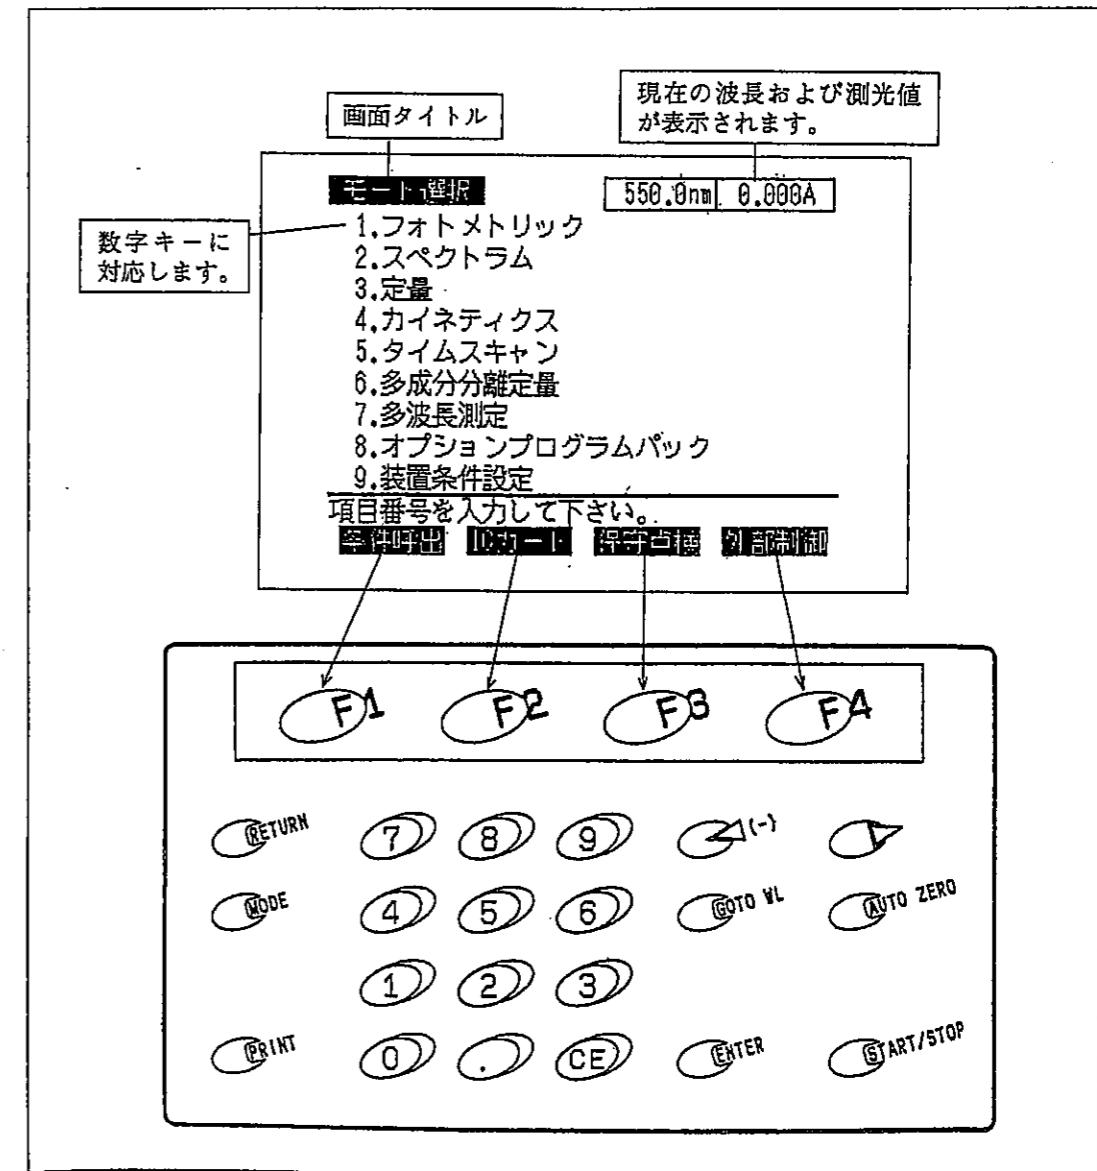 現在の波長および測光値
が表示されます。
画面タイトル
モード選択
550.0nm 0.000A
数字キーに
対応します。
1.フォトメトリック
2.スペクトラム
3.定量
4.カイネティクス
5.タイムスキャン
6.多成分分離定量
7.多波長測定
8.オプションプログラムパック
9.装置条件設定
項目番号を入力して下さい。
条件呼出 ICカード 保守点検 外部制御
F1 F2 F3 F4
RETURN 7 8 9 (-)
MODE 4 5 6 GOTO WL AUTO ZERO
1 2 3
PRINT 0 . CE ENTER START/STOP